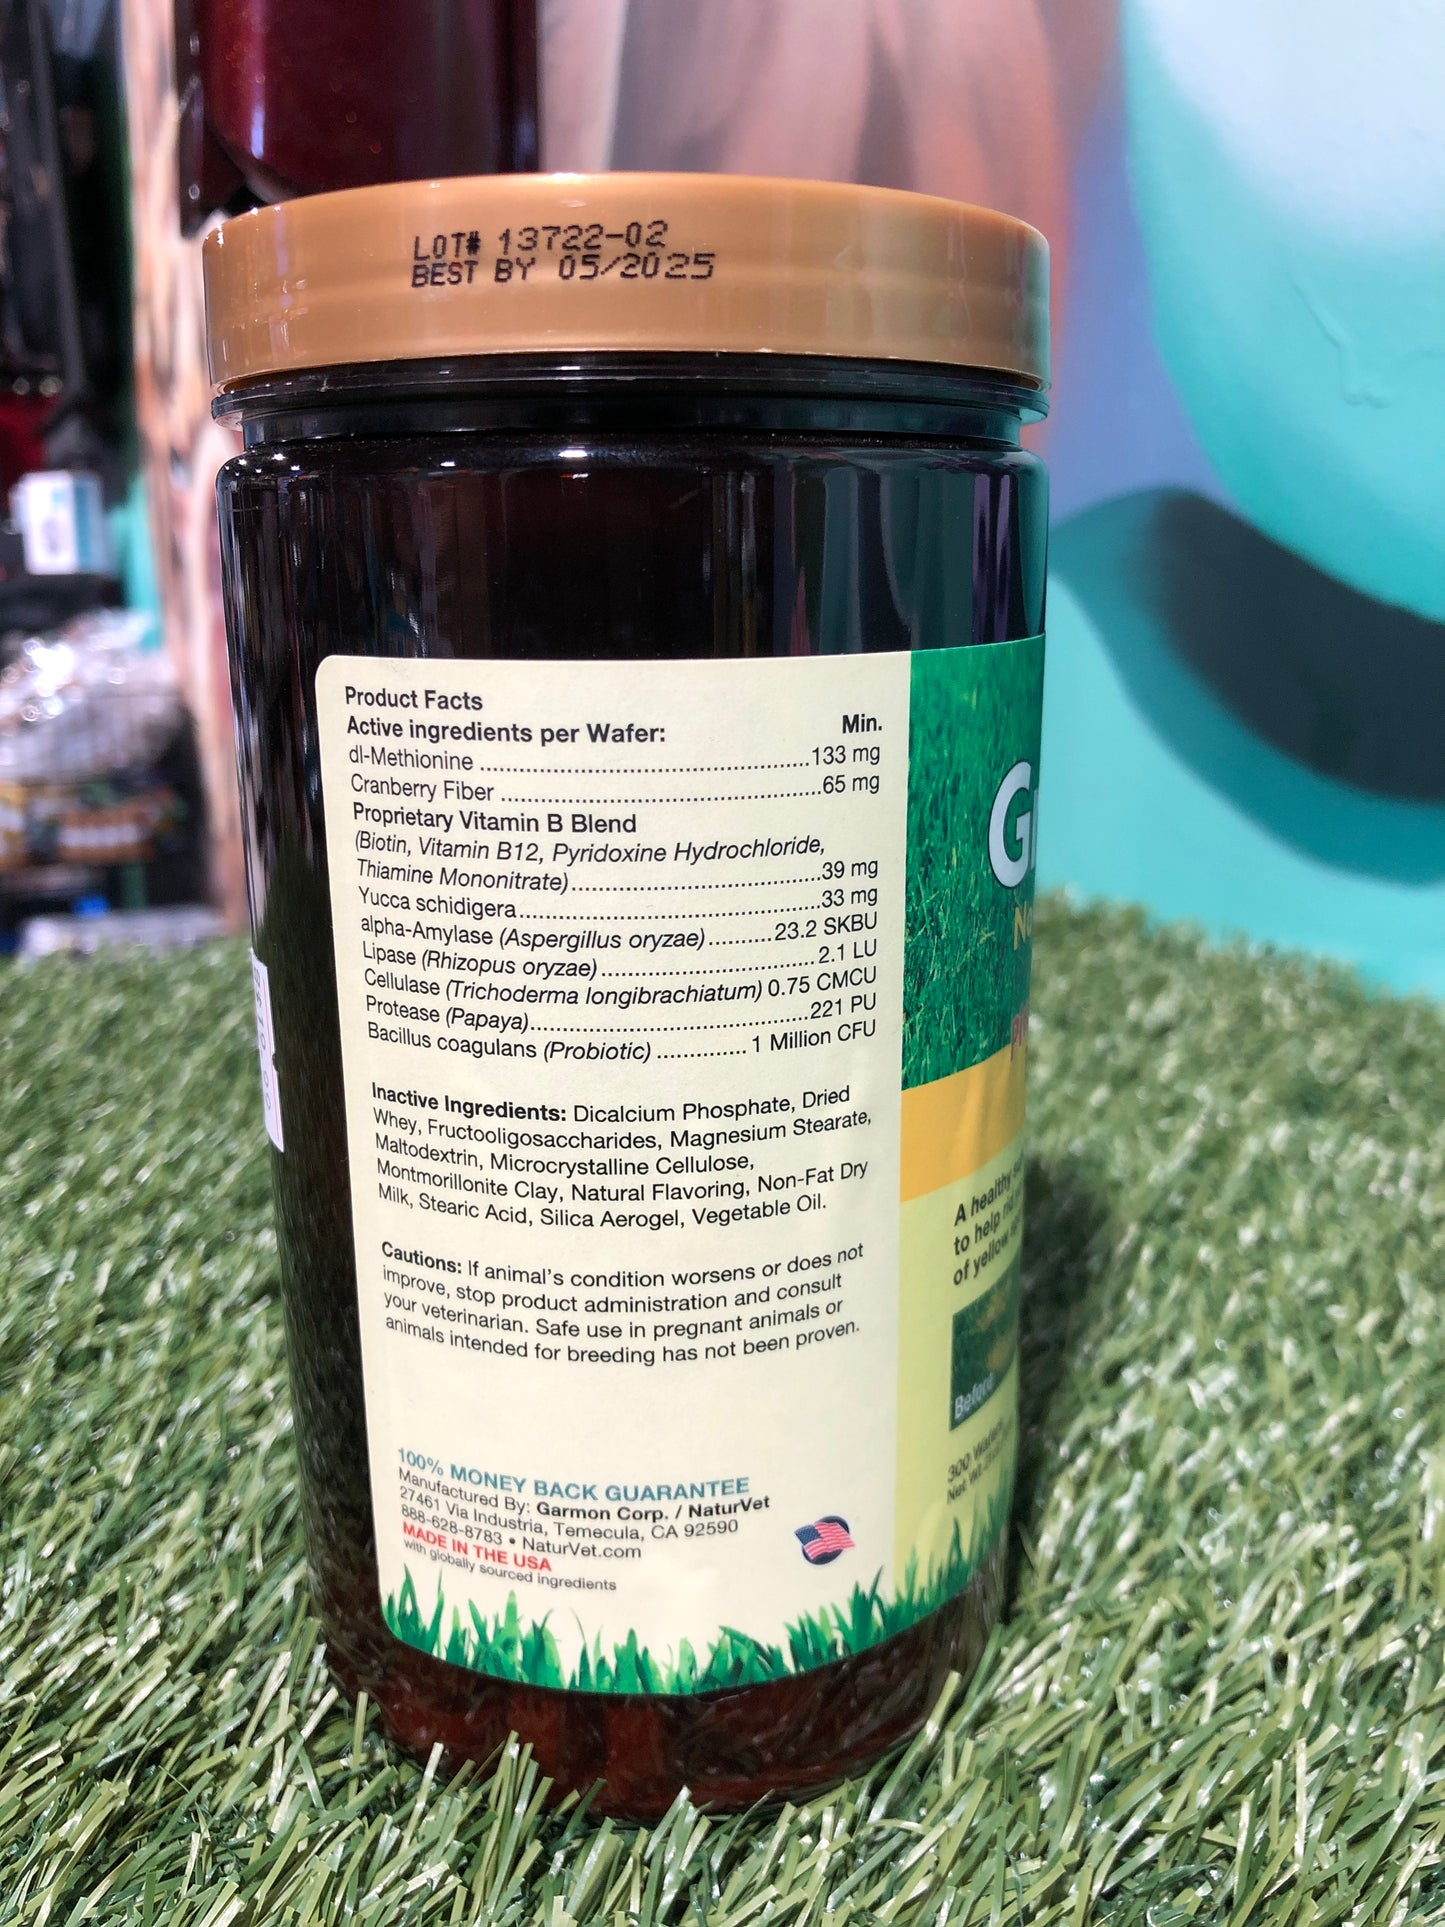 LOT# 13722-02
BEST BY 05/2025
Product Facts
Active ingredients per Wafer: Min.
dl-Methionine ..........133 mg
Cranberry Fiber ..........65 mg
Proprietary Vitamin B Blend
(Biotin, Vitamin B12, Pyridoxine Hydrochloride,
Thiamine Mononitrate)..........39 mg
Yucca schidigera..........33 mg
alpha-Amylase (Aspergillus oryzae)..........23.2 SKBU
Lipase (Rhizopus oryzae)..........2.1 LU
Cellulase (Trichoderma longibrachiatum) 0.75 CMCU
Protease (Papaya)..........221 PU
Bacillus coagulans (Probiotic) .......... 1 Million CFU
Inactive Ingredients: Dicalcium Phosphate, Dried
Whey, Fructooligosaccharides, Magnesium Stearate,
Maltodextrin, Microcrystalline Cellulose,
Montmorillonite Clay, Natural Flavoring, Non-Fat Dry
Milk, Stearic Acid, Silica Aerogel, Vegetable Oil.
Cautions: If animal's condition worsens or does not
improve, stop product administration and consult
your veterinarian. Safe use in pregnant animals or
animals intended for breeding has not been proven.
100% MONEY BACK GUARANTEE
Manufactured By: Garmon Corp. / NaturVet
27461 Via Industria, Temecula, CA 92590
888-628-8783 • NaturVet.com
MADE IN THE USA
with globally sourced ingredients
G
A healthy
to help rid
of yellow
Before
300 Wafers
Net Wt.